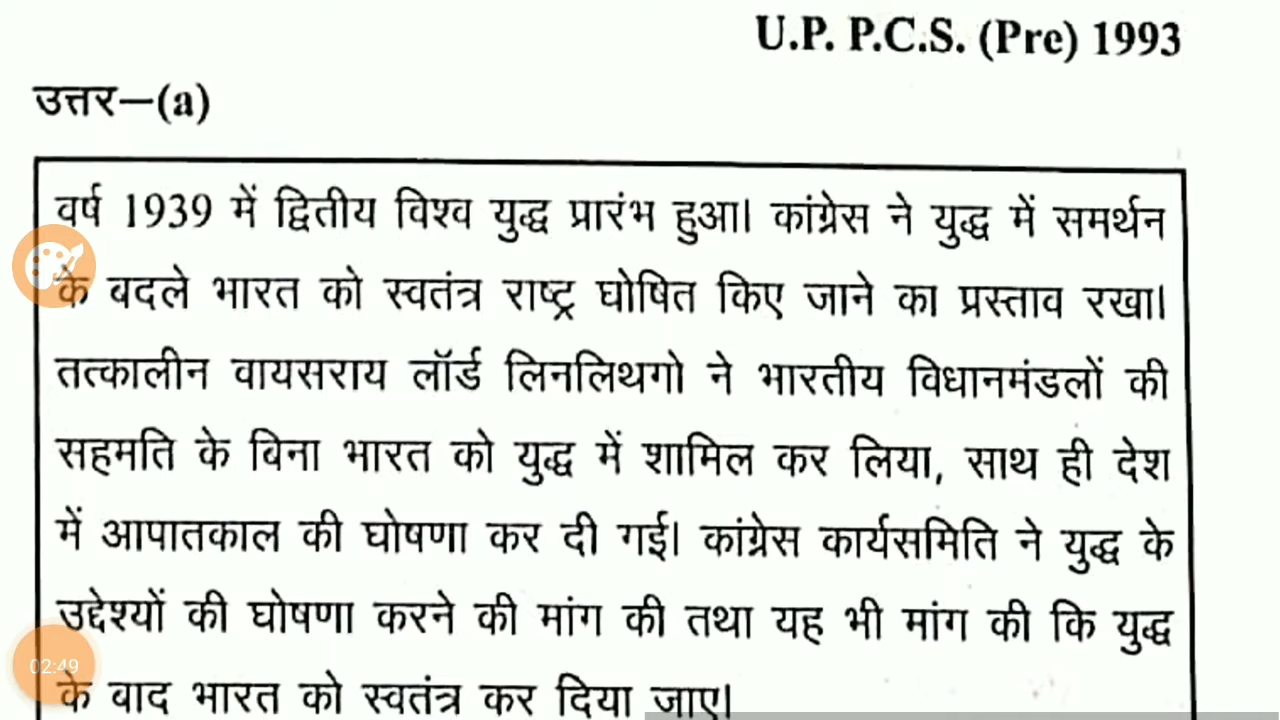 U.P. P.C.S. (Pre) 1993
उत्तर–(a)
वर्ष 1939 में द्वितीय विश्व युद्ध प्रारंभ हुआ। कांग्रेस ने युद्ध में समर्थन
के बदले भारत को स्वतंत्र राष्ट्र घोषित किए जाने का प्रस्ताव रखा।
तत्कालीन वायसराय लॉर्ड लिनलिथगो ने भारतीय विधानमंडलों की
सहमति के बिना भारत को युद्ध में शामिल कर लिया, साथ ही देश
में आपातकाल की घोषणा कर दी गई। कांग्रेस कार्यसमिति ने युद्ध के
उद्देश्यों की घोषणा करने की मांग की तथा यह भी मांग की कि युद्ध
02:49
के बाद भारत को स्वतंत्र कर दिया जाए।